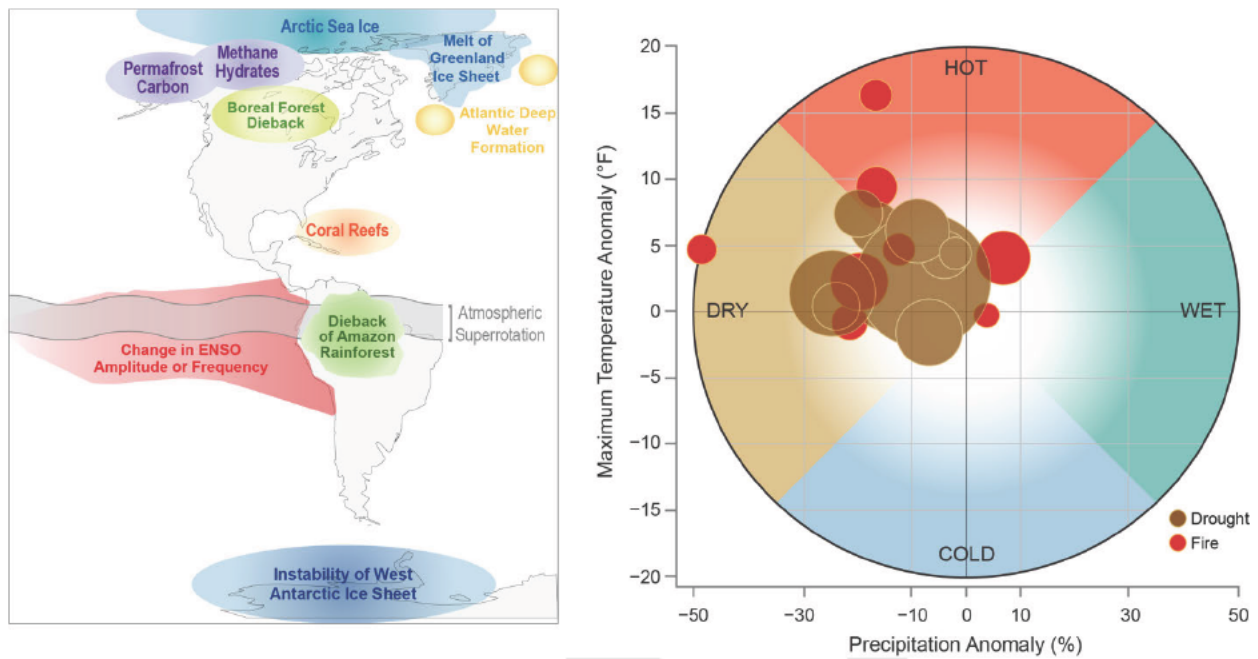 Arctic Sea Ice
Methane
Hydrates
Permafrost
Carbon
Melt of
Greenland
Ice Sheet
Boreal Forest
Dieback
Atlantic Deep
Water
Formation
Coral Reefs
Atmospheric
Superrotation
Dieback
of Amazon
Rainforest
Change in ENSO
Amplitude or Frequency
Instability of West
Antarctic Ice Sheet
Maximum Temperature Anomaly (°F)
20
15
10
5
0
−5
−10
−15
−20
HOT
DRY
WET
COLD
Drought
Fire
−50
−30
−10
0
10
30
50
Precipitation Anomaly (%)